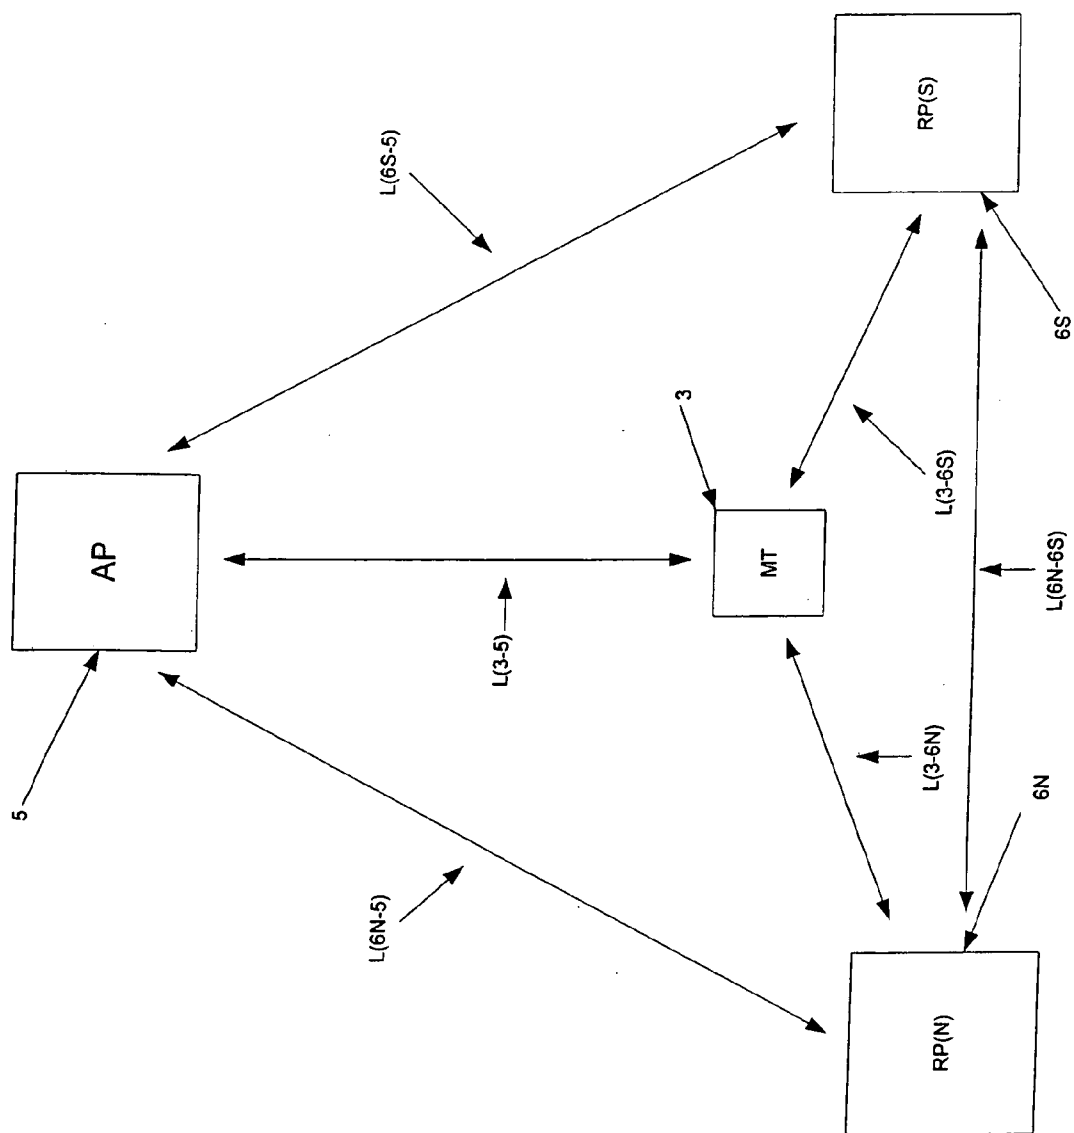 5
AP
L(6N-5)
L(6S-5)
L(3-5)
3
MT
L(3-6N)
L(3-6S)
RP(N)
RP(S)
6N
L(6N-6S)
6S